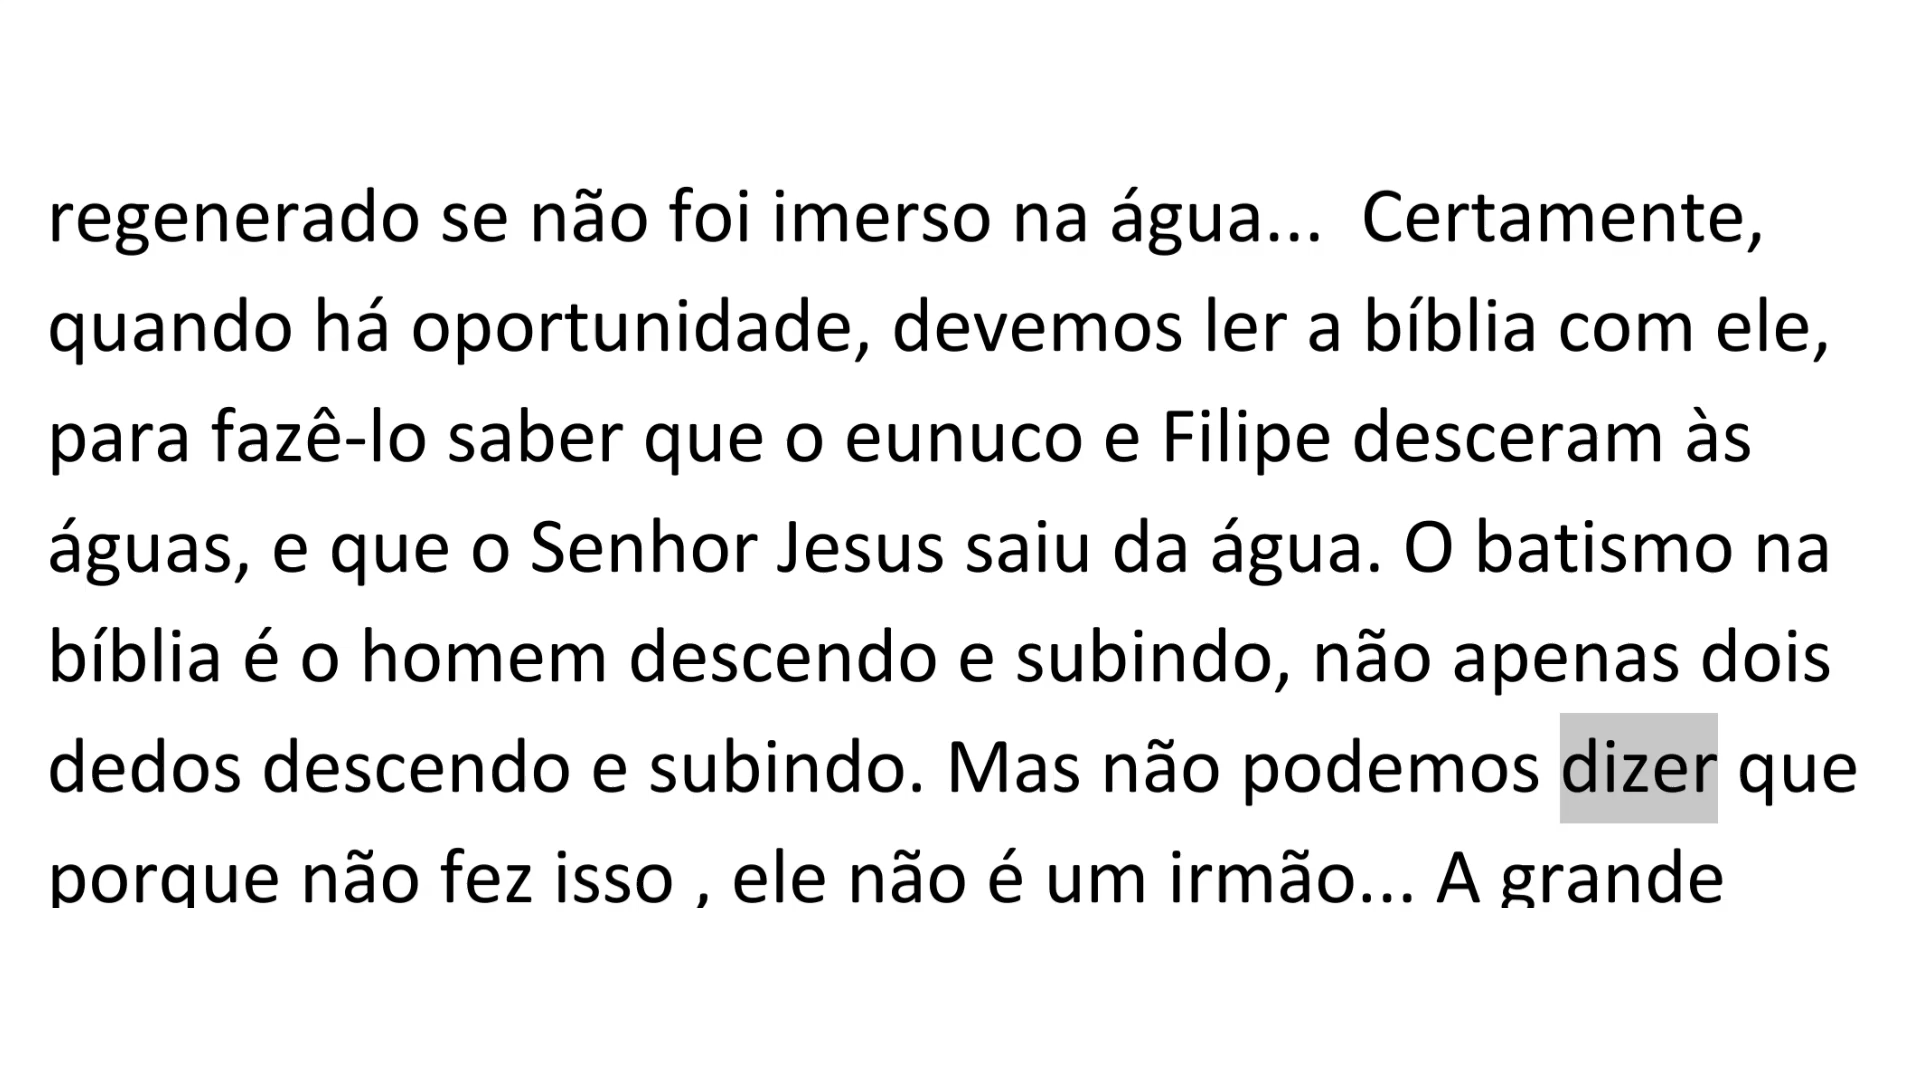 regenerado se não foi imerso na água...  Certamente,
quando há oportunidade, devemos ler a bíblia com ele,
para fazê-lo saber que o eunuco e Filipe desceram às
águas, e que o Senhor Jesus saiu da água. O batismo na
bíblia é o homem descendo e subindo, não apenas dois
dedos descendo e subindo. Mas não podemos dizer que
porque não fez isso , ele não é um irmão... A grande